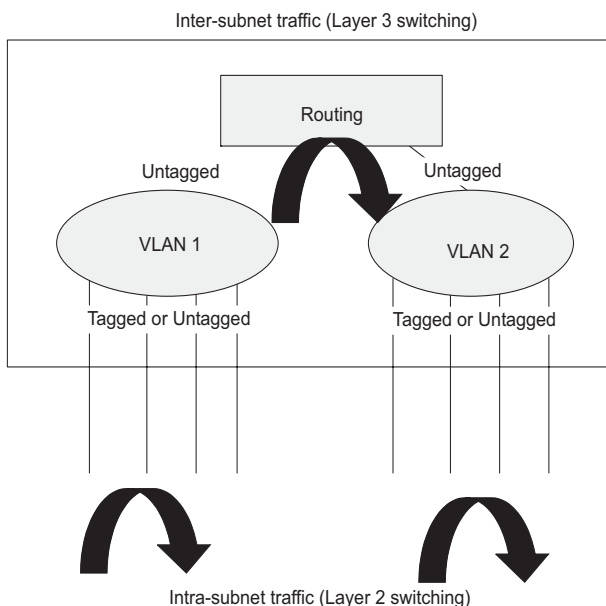 Inter-subnet traffic (Layer 3 switching)
Routing
Untagged
Untagged
VLAN 1
VLAN 2
Tagged or Untagged
Tagged or Untagged
Intra-subnet traffic (Layer 2 switching)